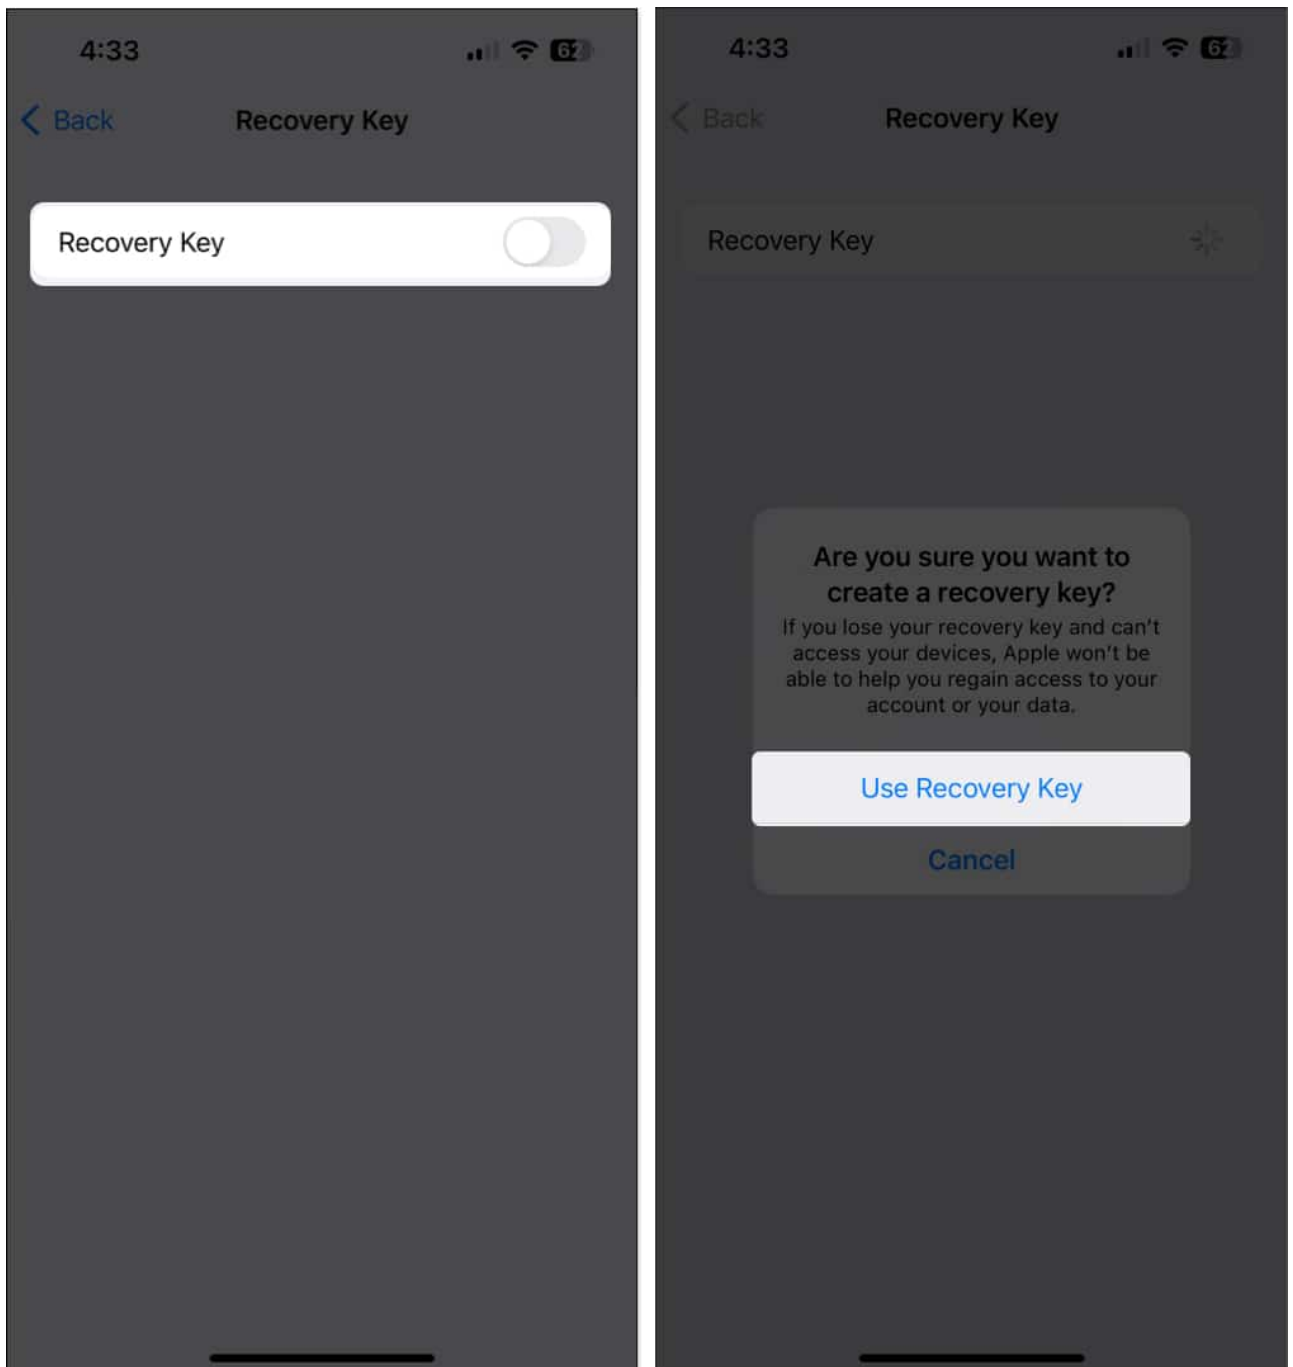 4:33
62
Back
Recovery Key
Recovery Key
4:33
62
Back
Recovery Key
Recovery Key
Are you sure you want to
create a recovery key?
If you lose your recovery key and can't
access your devices, Apple won't be
able to help you regain access to your
account or your data.
Use Recovery Key
Cancel